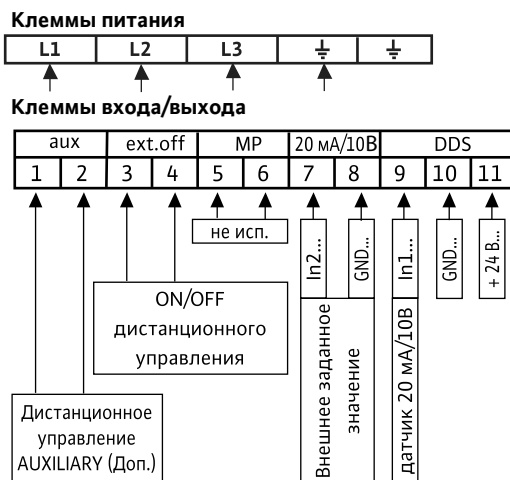 Клеммы питания
L1 L2 L3
Клеммы входа/выхода
aux ext.off MP 20 мА/10В DDS
1 2 3 4 5 6 7 8 9 10 11
не исп.
In2...
GND...
In1...
GND...
+ 24 В...
ON/OFF
дистанционного
управления
Внешнее заданное
значение
датчик 20 мА/10В
Дистанционное
управление
AUXILIARY (Доп.)